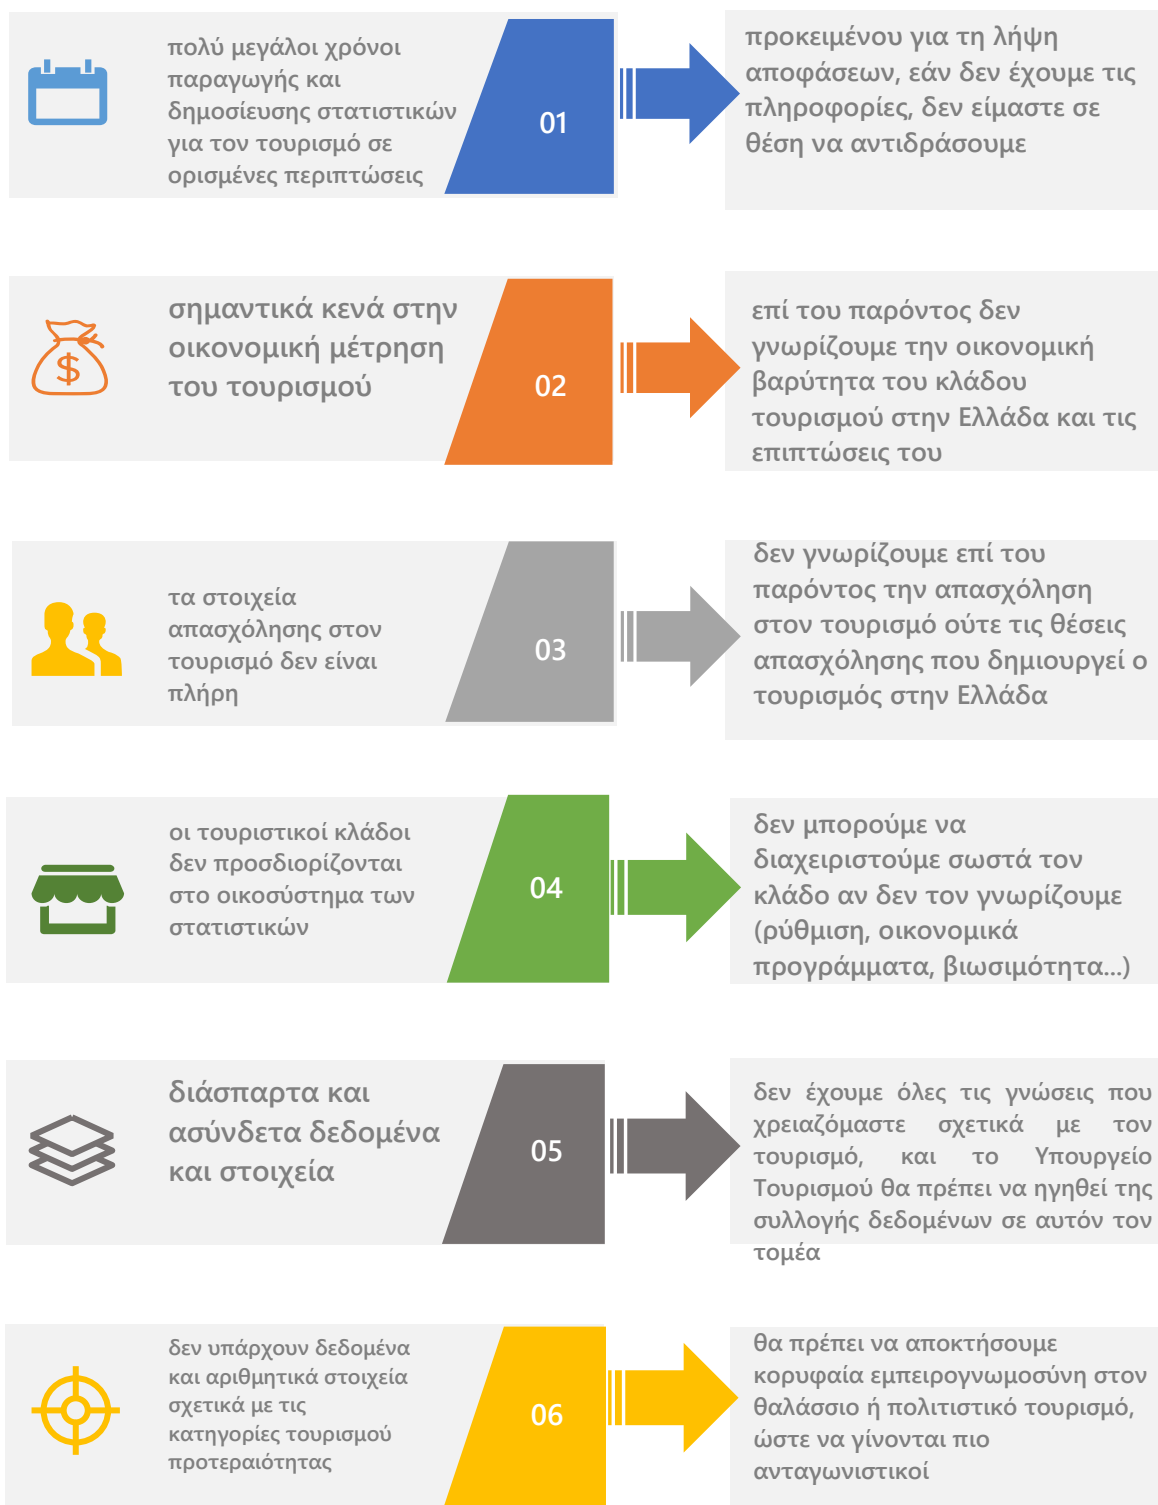 πολύ μεγάλοι χρόνοι
παραγωγής και
δημοσίευσης στατιστικών
για τον τουρισμό σε
ορισμένες περιπτώσεις
01
προκειμένου για τη λήψη
αποφάσεων, εάν δεν έχουμε τις
πληροφορίες, δεν είμαστε σε
θέση να αντιδράσουμε
σημαντικά κενά στην
οικονομική μέτρηση
του τουρισμού
$
02
επί του παρόντος δεν
γνωρίζουμε την οικονομική
βαρύτητα του κλάδου
τουρισμού στην Ελλάδα και τις
επιπτώσεις του
τα στοιχεία
απασχόλησης στον
τουρισμό δεν είναι
πλήρη
03
δεν γνωρίζουμε επί του
παρόντος την απασχόληση
στον τουρισμό ούτε τις θέσεις
απασχόλησης που δημιουργεί ο
τουρισμός στην Ελλάδα
οι τουριστικοί κλάδοι
δεν προσδιορίζονται
στο οικοσύστημα των
στατιστικών
04
δεν μπορούμε να
διαχειριστούμε σωστά τον
κλάδο αν δεν τον γνωρίζουμε
(ρύθμιση, οικονομικά
προγράμματα, βιωσιμότητα...)
διάσπαρτα και
ασύνδετα δεδομένα
και στοιχεία
05
δεν έχουμε όλες τις γνώσεις που
χρειαζόμαστε σχετικά με τον
τουρισμό, και το Υπουργείο
Τουρισμού θα πρέπει να ηγηθεί της
συλλογής δεδομένων σε αυτόν τον
τομέα
δεν υπάρχουν δεδομένα
και αριθμητικά στοιχεία
σχετικά με τις
κατηγορίες τουρισμού
προτεραιότητας
06
θα πρέπει να αποκτήσουμε
κορυφαία εμπειρογνωμοσύνη στον
θαλάσσιο ή πολιτιστικό τουρισμό,
ώστε να γίνονται πιο
ανταγωνιστικοί